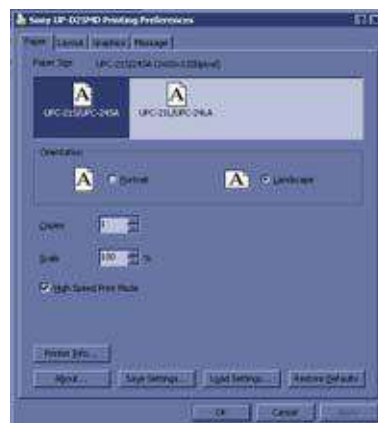 Sony UP-D25MD Printing Preferences
Paper Layout Graphics Message
Paper Size
UPC-21S/UPC-24SA UPC-21L/UPC-24LA
Orientation
Portrait Landscape
Copies 1
Scale 100 %
High Speed Print Mode
Printer Info...
About... Save Settings... Load Settings... Restore Defaults
OK Cancel Apply